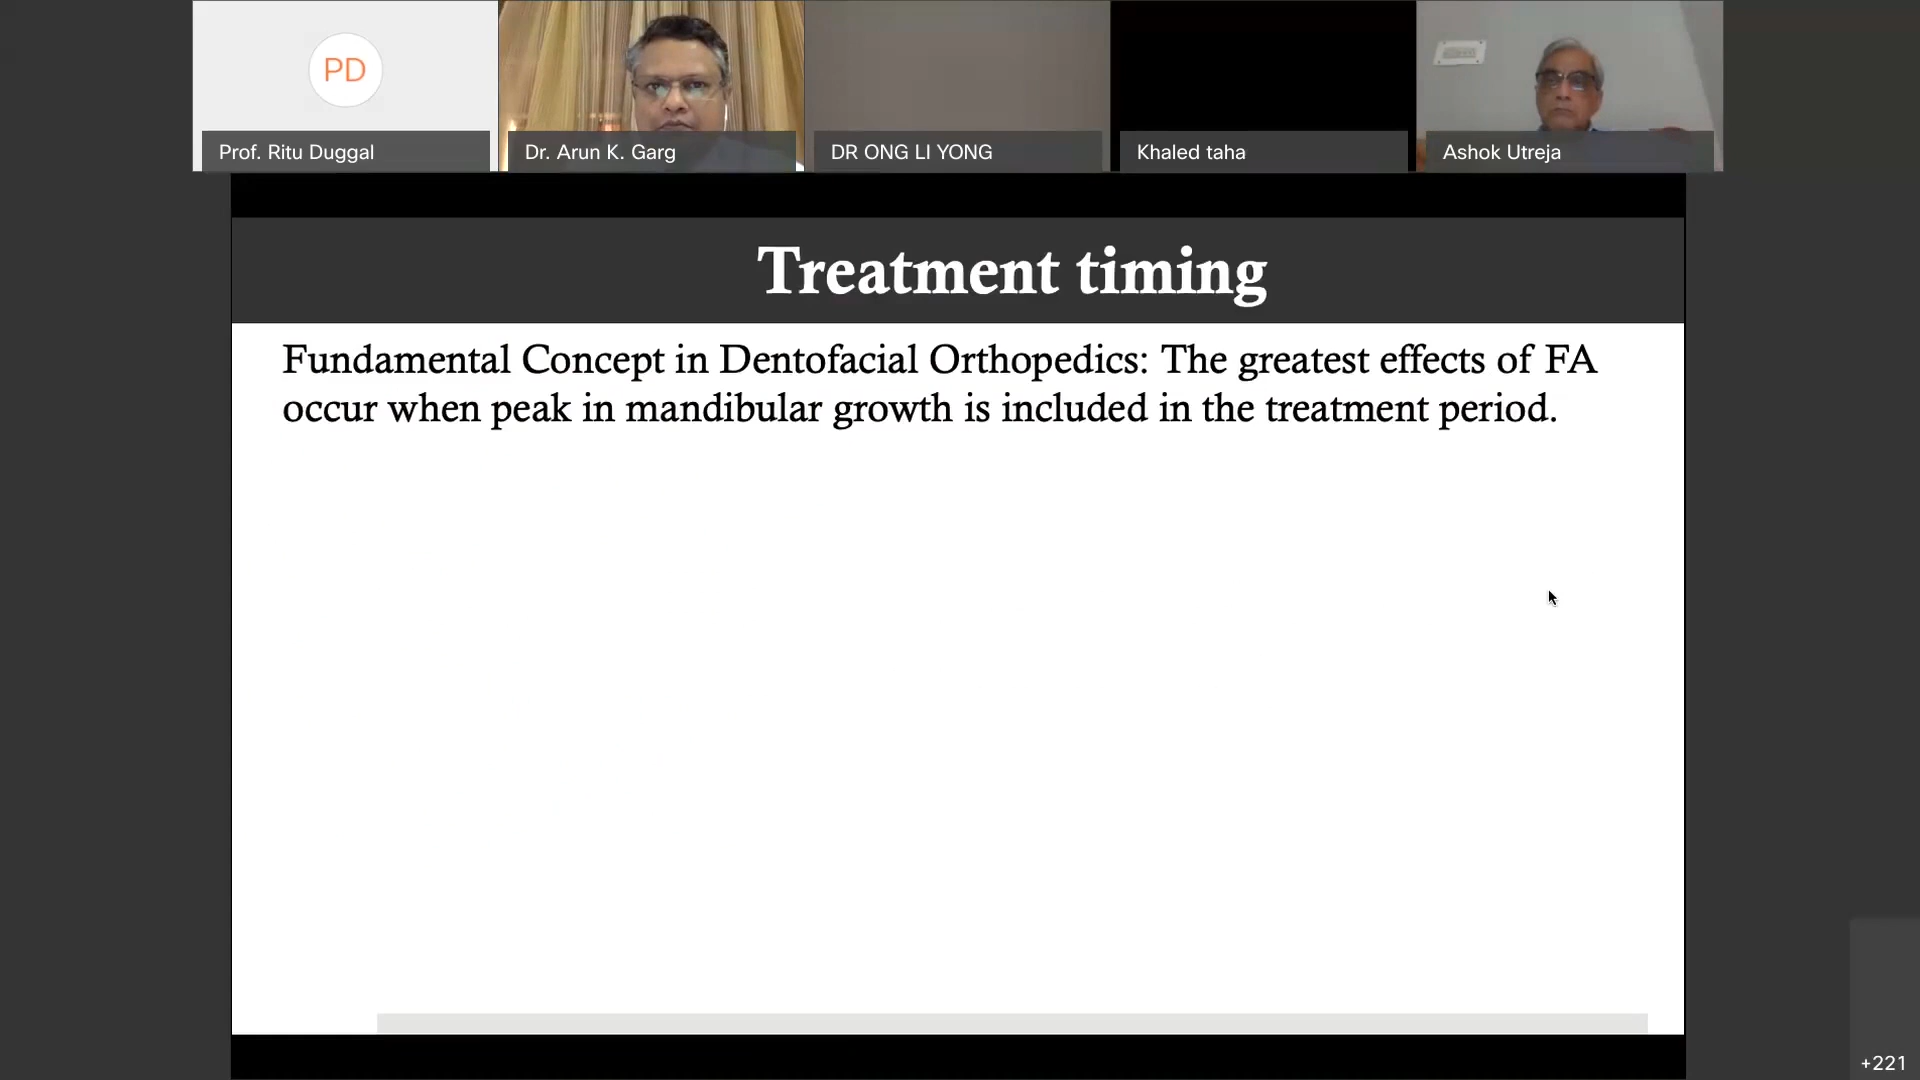 PD
Prof. Ritu Duggal
Dr. Arun K. Garg
DR ONG LI YONG
Khaled taha
Ashok Utreja
Treatment timing
Fundamental Concept in Dentofacial Orthopedics: The greatest effects of FA
occur when peak in mandibular growth is included in the treatment period.
+221